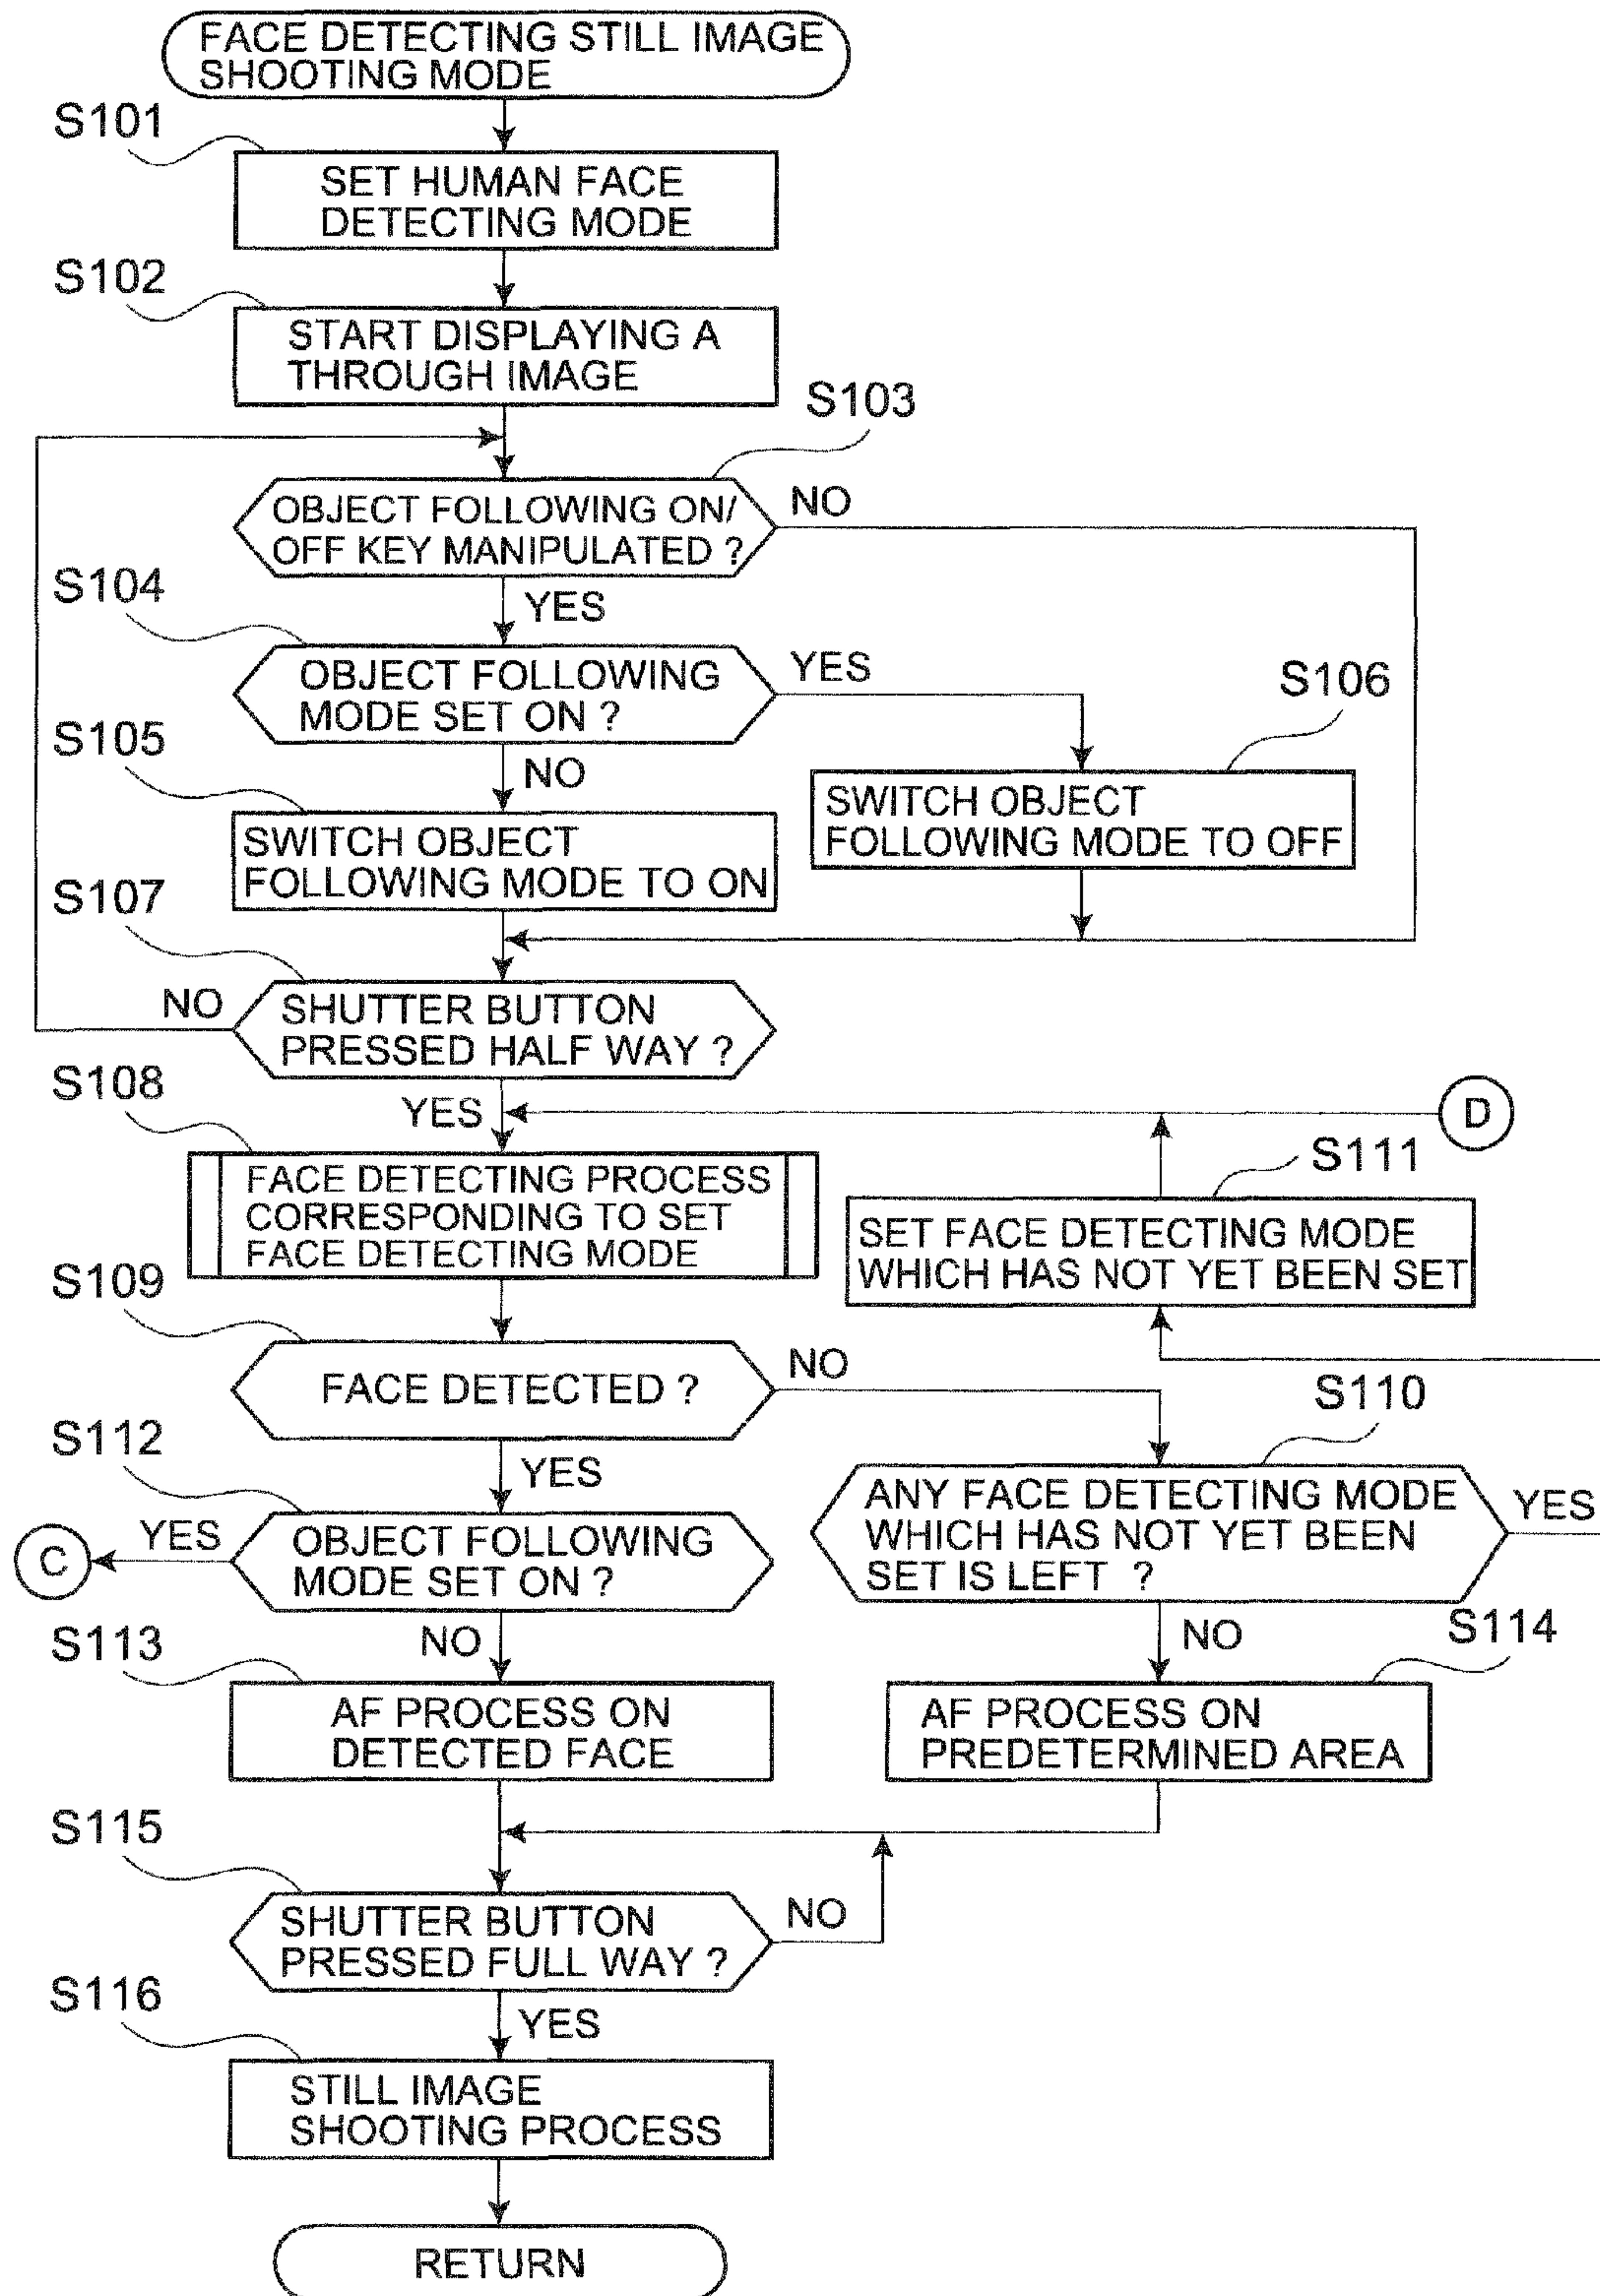 FACE DETECTING STILL IMAGE
SHOOTING MODE
S101
SET HUMAN FACE
DETECTING MODE
S102
START DISPLAYING A
THROUGH IMAGE
S103
OBJECT FOLLOWING ON/
OFF KEY MANIPULATED ?
NO
YES
S104
OBJECT FOLLOWING
MODE SET ON ?
YES
NO
S105
SWITCH OBJECT
FOLLOWING MODE TO ON
S106
SWITCH OBJECT
FOLLOWING MODE TO OFF
S107
SHUTTER BUTTON
PRESSED HALF WAY ?
NO
YES
D
S108
FACE DETECTING PROCESS
CORRESPONDING TO SET
FACE DETECTING MODE
S111
SET FACE DETECTING MODE
WHICH HAS NOT YET BEEN SET
S109
FACE DETECTED ?
NO
YES
S110
ANY FACE DETECTING MODE
WHICH HAS NOT YET BEEN
SET IS LEFT ?
YES
NO
S112
OBJECT FOLLOWING
MODE SET ON ?
YES
C
NO
S113
AF PROCESS ON
DETECTED FACE
S114
AF PROCESS ON
PREDETERMINED AREA
S115
SHUTTER BUTTON
PRESSED FULL WAY ?
NO
YES
S116
STILL IMAGE
SHOOTING PROCESS
RETURN